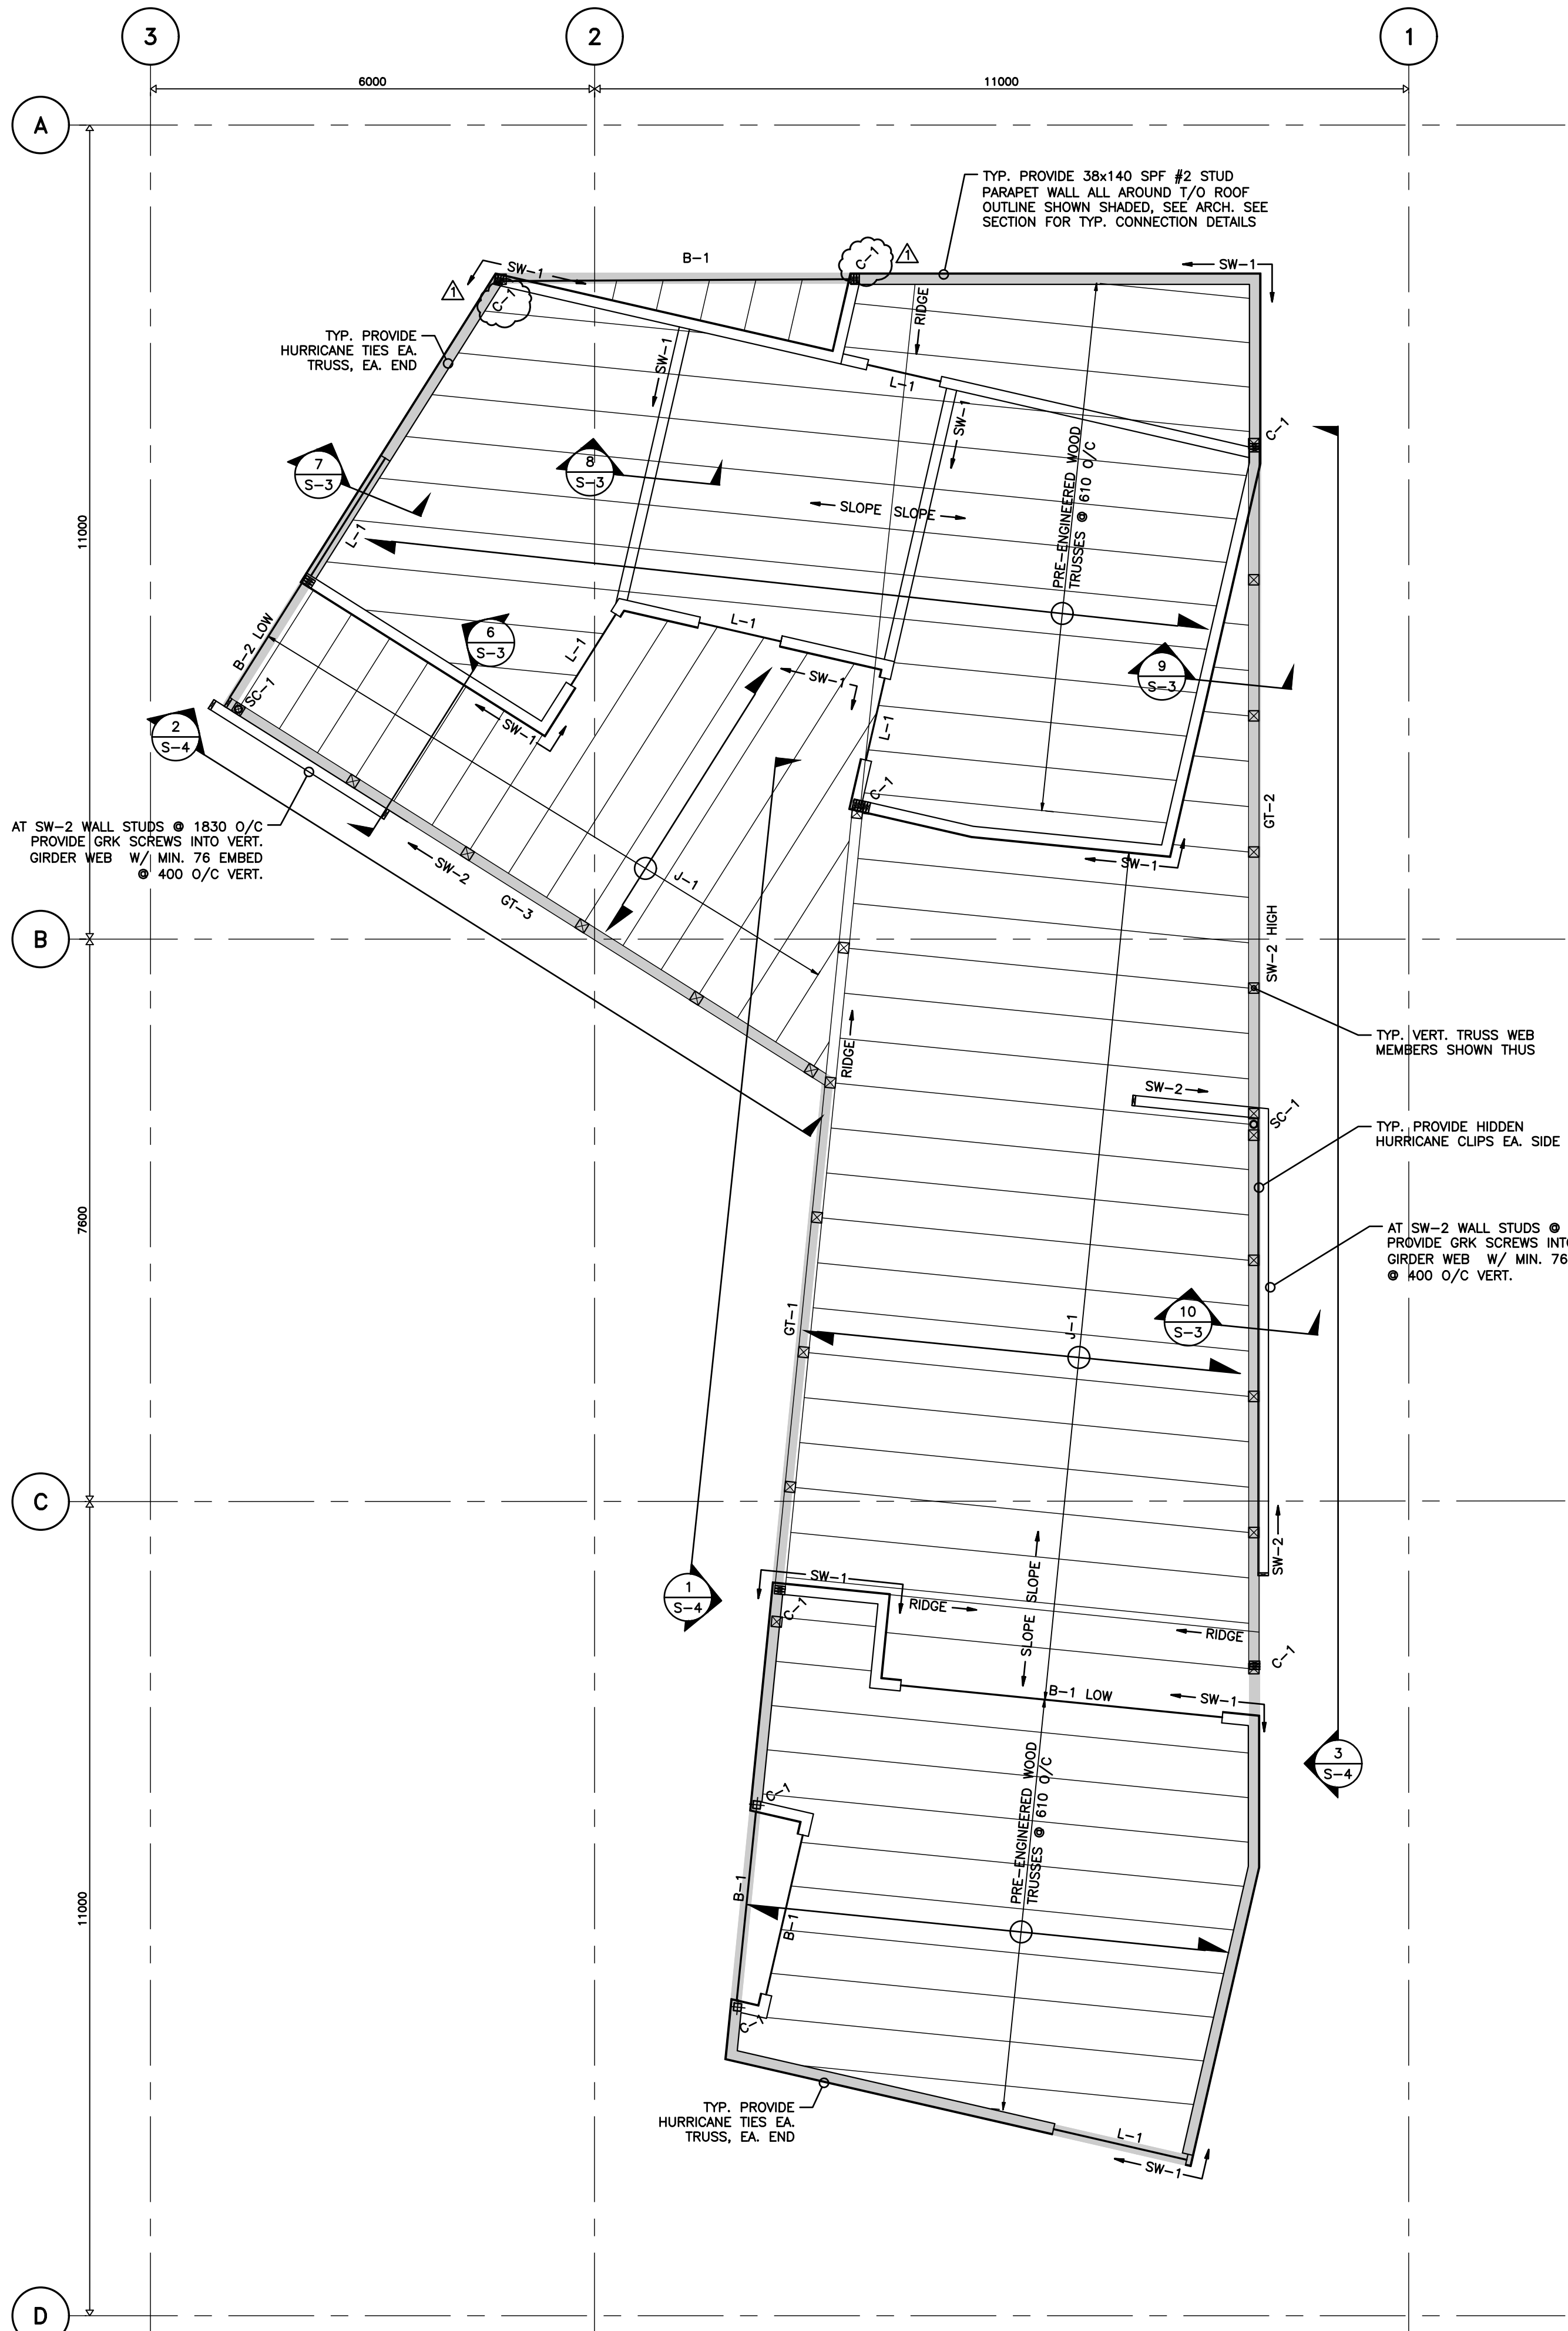 3
2
1
6000
11000
A
TYP. PROVIDE 38x140 SPF #2 STUD
PARAPET WALL ALL AROUND T/O ROOF
OUTLINE SHOWN SHADED, SEE ARCH. SEE
SECTION FOR TYP. CONNECTION DETAILS
B-1
SW-1
C-1
1
C-1
1
SW-1
RIDGE
TYP. PROVIDE
HURRICANE TIES EA.
TRUSS, EA. END
SW-1
L-1
SW-1
C-1
7
S-3
8
S-3
PRE-ENGINEERED WOOD
TRUSSES @ 610 O/C
SLOPE
SLOPE
11000
L-1
B-2 LOW
6
S-3
L-1
L-1
SW-1
9
S-3
SC-1
SW-1
L-1
2
S-4
C-1
GT-2
AT SW-2 WALL STUDS @ 1830 O/C
PROVIDE GRK SCREWS INTO VERT.
GIRDER WEB W/ MIN. 76 EMBED
@ 400 O/C VERT.
SW-2
GT-3
J-1
SW-1
B
SW-2 HIGH
TYP. VERT. TRUSS WEB
MEMBERS SHOWN THUS
RIDGE
SW-2
SC-1
TYP. PROVIDE HIDDEN
HURRICANE CLIPS EA. SIDE
7600
AT SW-2 WALL STUDS @
PROVIDE GRK SCREWS INTO
GIRDER WEB W/ MIN. 76
@ 400 O/C VERT.
GT-1
J-1
10
S-3
C
SW-2
SLOPE
SLOPE
1
S-4
SW-1
C-1
RIDGE
RIDGE
C-1
B-1 LOW
SW-1
3
S-4
PRE-ENGINEERED WOOD
TRUSSES @ 610 O/C
C-1
B-1
B-1
11000
C-1
TYP. PROVIDE
HURRICANE TIES EA.
TRUSS, EA. END
L-1
SW-1
D